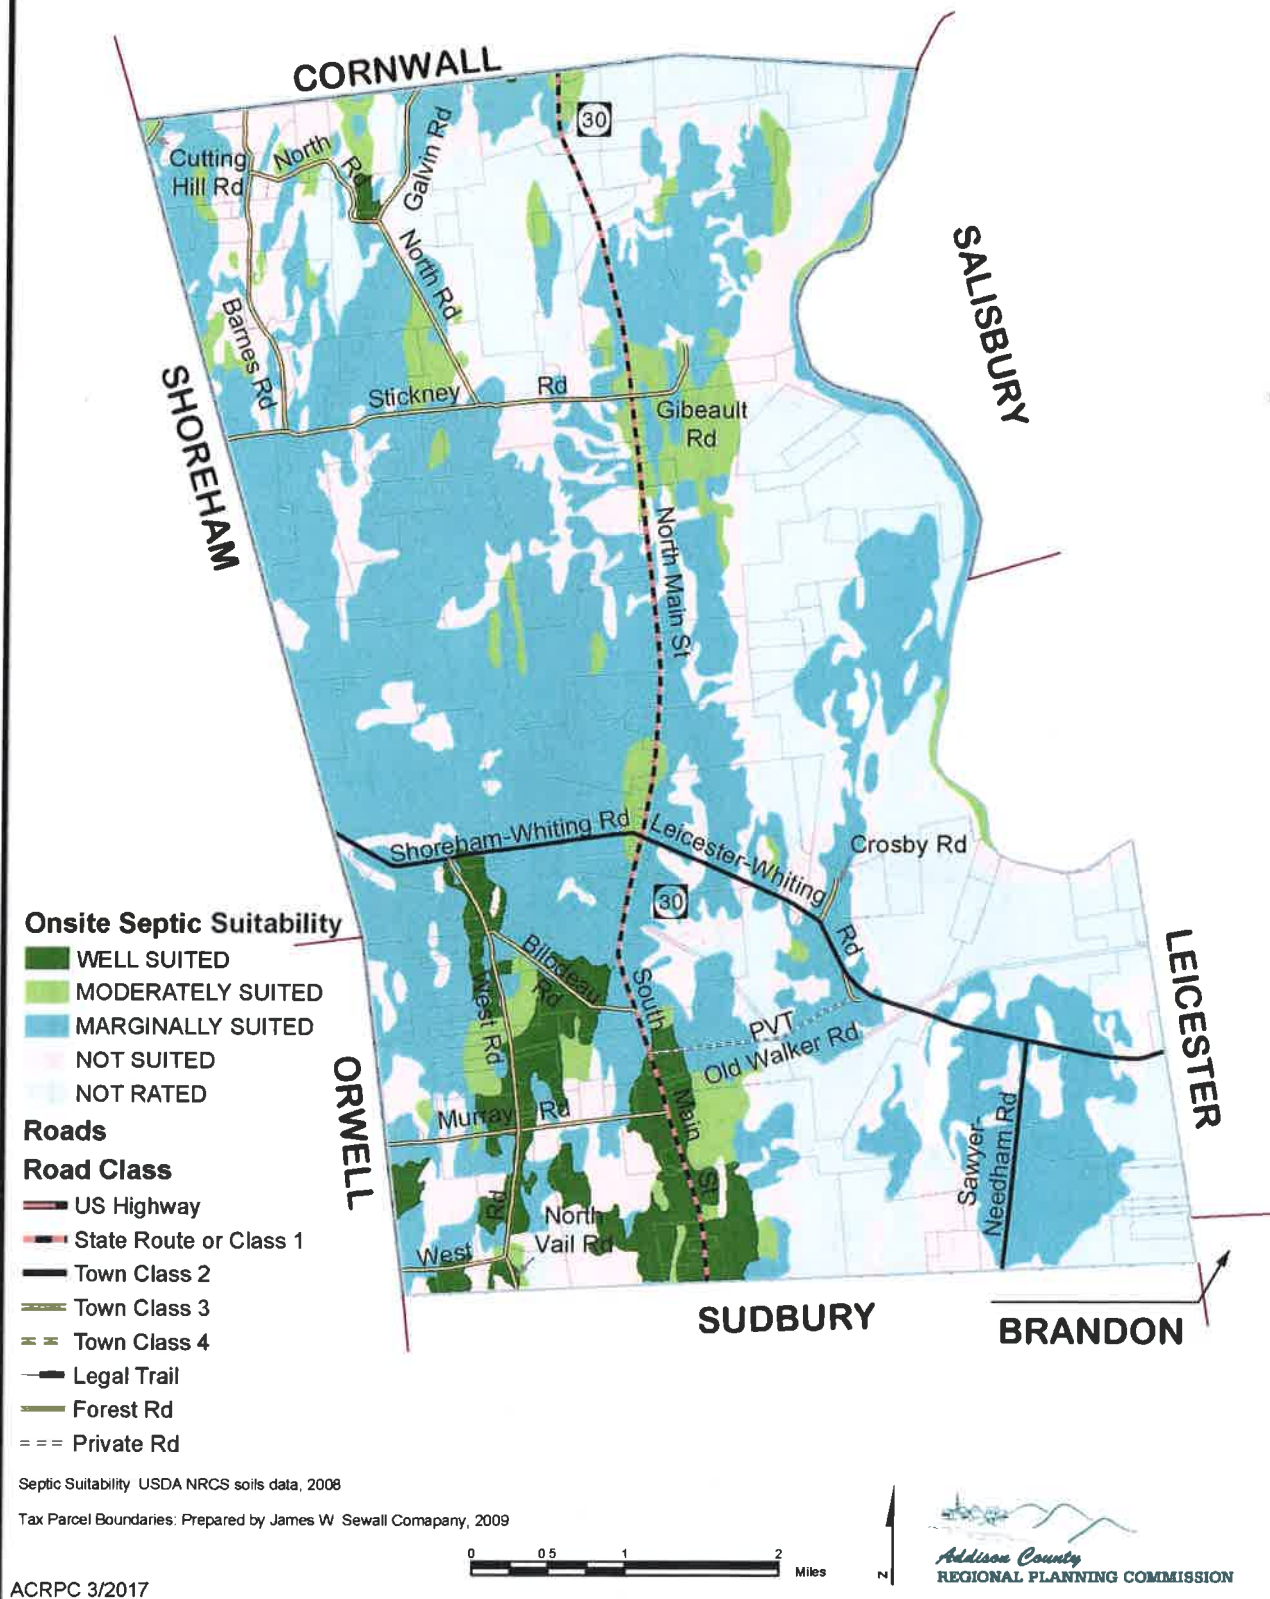 CORNWALL
30
North
Rd
Galvin Rd
Cutting
Hill Rd
North Rd
Barnes Rd
SALISBURY
SHOREHAM
Stickney
Rd
Gibeault
Rd
North Main St
Shoreham-Whiting Rd
Leicester-Whiting
Rd
Crosby Rd
30
Bilodeau
Rd
West Rd
South
Main
St
PVT
Old Walker Rd
LEICESTER
ORWELL
Murray
Rd
Sawyer-
Needham Rd
Rd
West
North
Vail Rd
SUDBURY
BRANDON
Onsite Septic Suitability
WELL SUITED
MODERATELY SUITED
MARGINALLY SUITED
NOT SUITED
NOT RATED
Roads
Road Class
US Highway
State Route or Class 1
Town Class 2
Town Class 3
Town Class 4
Legal Trail
Forest Rd
Private Rd
Septic Suitability USDA NRCS soils data, 2008
Tax Parcel Boundaries: Prepared by James W Sewall Comapany, 2009
0 0 5 1 2
Miles
N
Addison County
REGIONAL PLANNING COMMISSION
ACRPC 3/2017